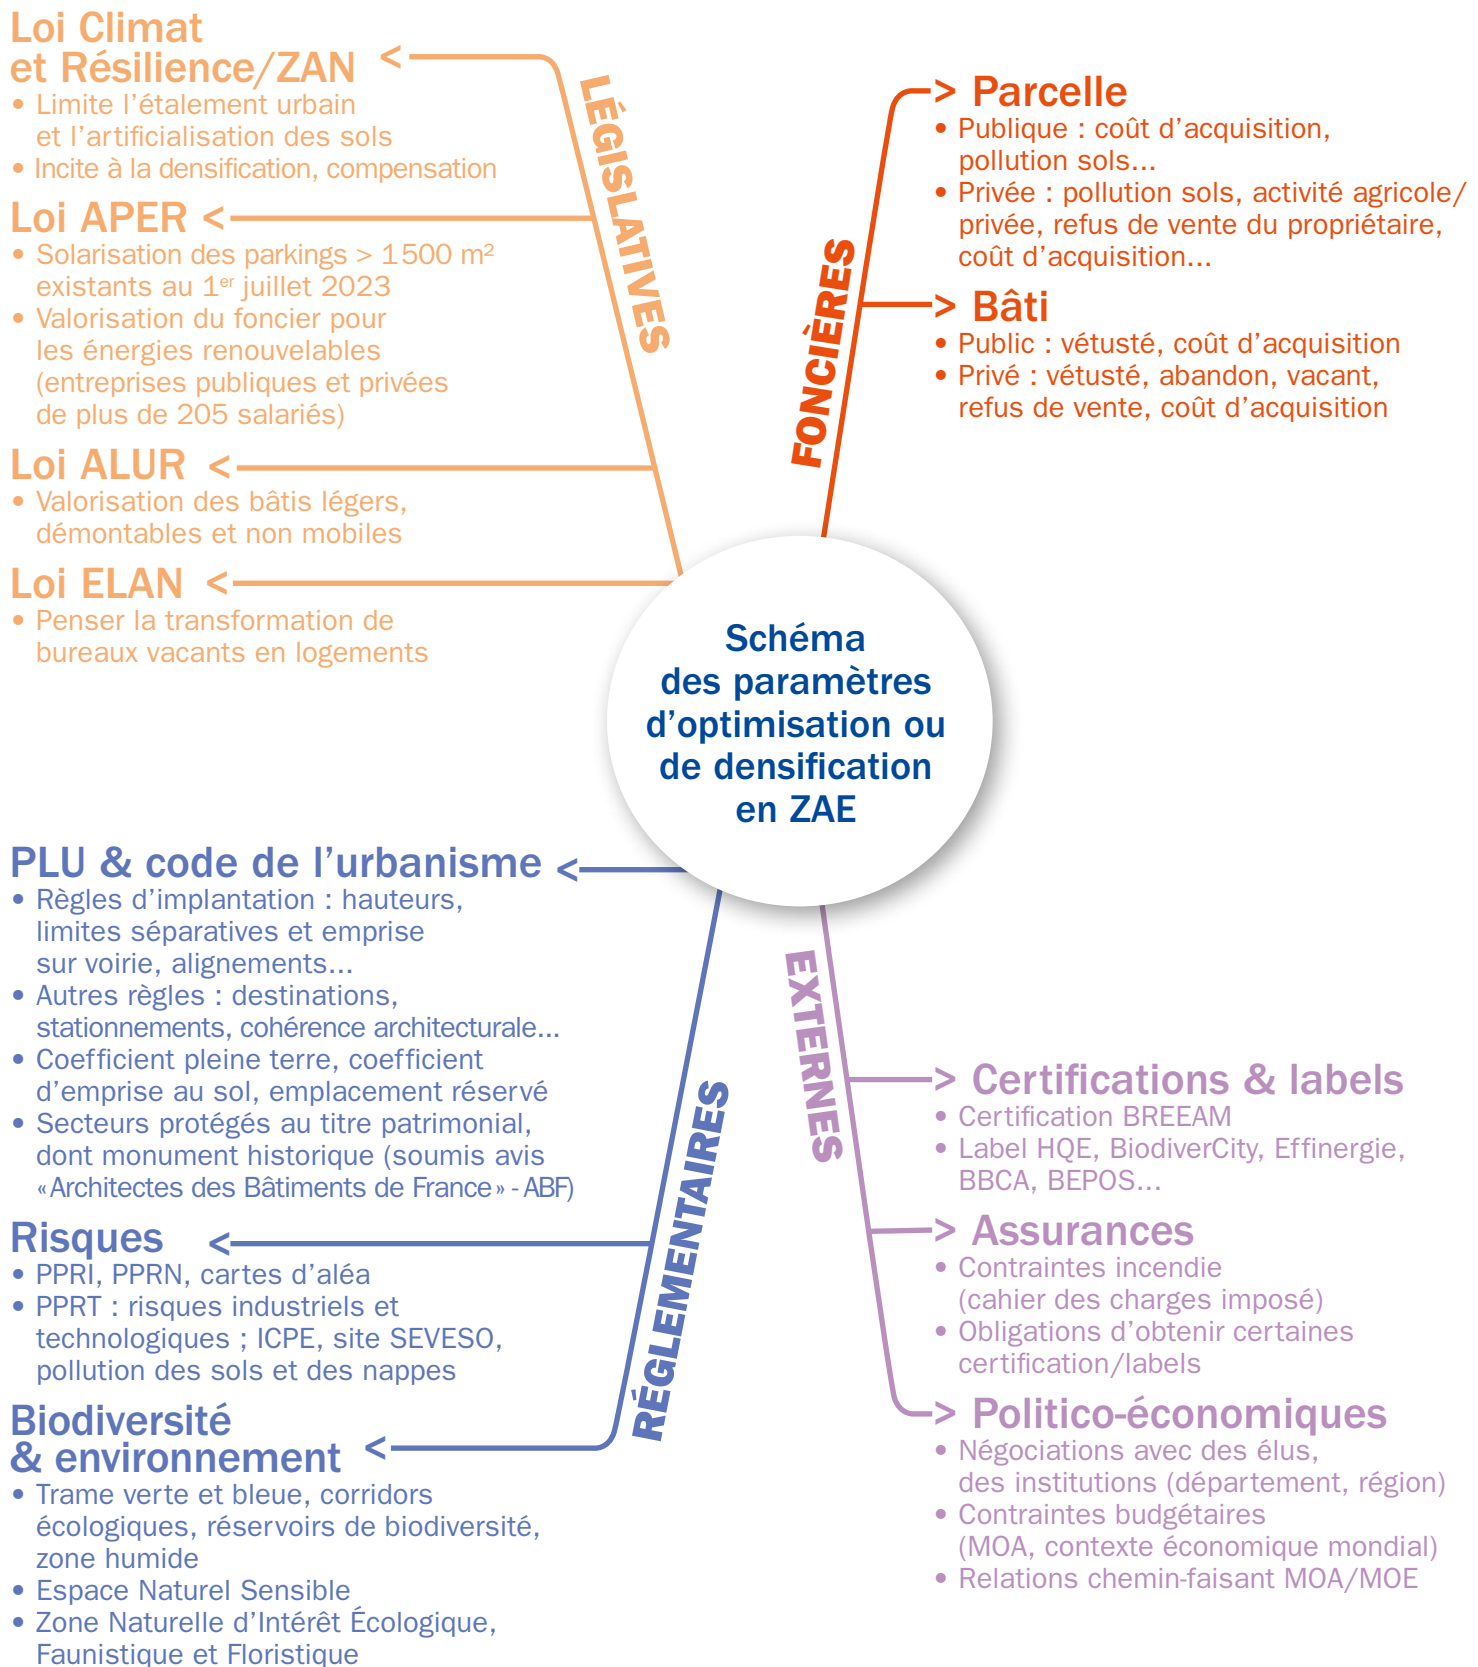 Loi Climat
et Résilience/ZAN <
• Limite l’étalement urbain
et l’artificialisation des sols
• Incite à la densification, compensation
Loi APER <
• Solarisation des parkings > 1 500 m²
existants au 1er juillet 2023
• Valorisation du foncier pour
les énergies renouvelables
(entreprises publiques et privées
de plus de 205 salariés)
Loi ALUR <
• Valorisation des bâtis légers,
démontables et non mobiles
Loi ELAN <
• Penser la transformation de
bureaux vacants en logements
LÉGISLATIVES
FONCIÈRES
> Parcelle
• Publique : coût d’acquisition,
pollution sols...
• Privée : pollution sols, activité agricole/
privée, refus de vente du propriétaire,
coût d’acquisition...
> Bâti
• Public : vétusté, coût d’acquisition
• Privé : vétusté, abandon, vacant,
refus de vente, coût d’acquisition
Schéma
des paramètres
d’optimisation ou
de densification
en ZAE
PLU & code de l’urbanisme <
• Règles d’implantation : hauteurs,
limites séparatives et emprise
sur voirie, alignements...
• Autres règles : destinations,
stationnements, cohérence architecturale...
• Coefficient pleine terre, coefficient
d’emprise au sol, emplacement réservé
• Secteurs protégés au titre patrimonial,
dont monument historique (soumis avis
«Architectes des Bâtiments de France» - ABF)
Risques <
• PPRI, PPRN, cartes d’aléa
• PPRT : risques industriels et
technologiques ; ICPE, site SEVESO,
pollution des sols et des nappes
Biodiversité
& environnement <
• Trame verte et bleue, corridors
écologiques, réservoirs de biodiversité,
zone humide
• Espace Naturel Sensible
• Zone Naturelle d’Intérêt Écologique,
Faunistique et Floristique
RÉGLEMENTAIRES
EXTERNES
> Certifications & labels
• Certification BREEAM
• Label HQE, BiodiverCity, Effinergie,
BBCA, BEPOS...
> Assurances
• Contraintes incendie
(cahier des charges imposé)
• Obligations d’obtenir certaines
certification/labels
> Politico-économiques
• Négociations avec des élus,
des institutions (département, région)
• Contraintes budgétaires
(MOA, contexte économique mondial)
• Relations chemin-faisant MOA/MOE